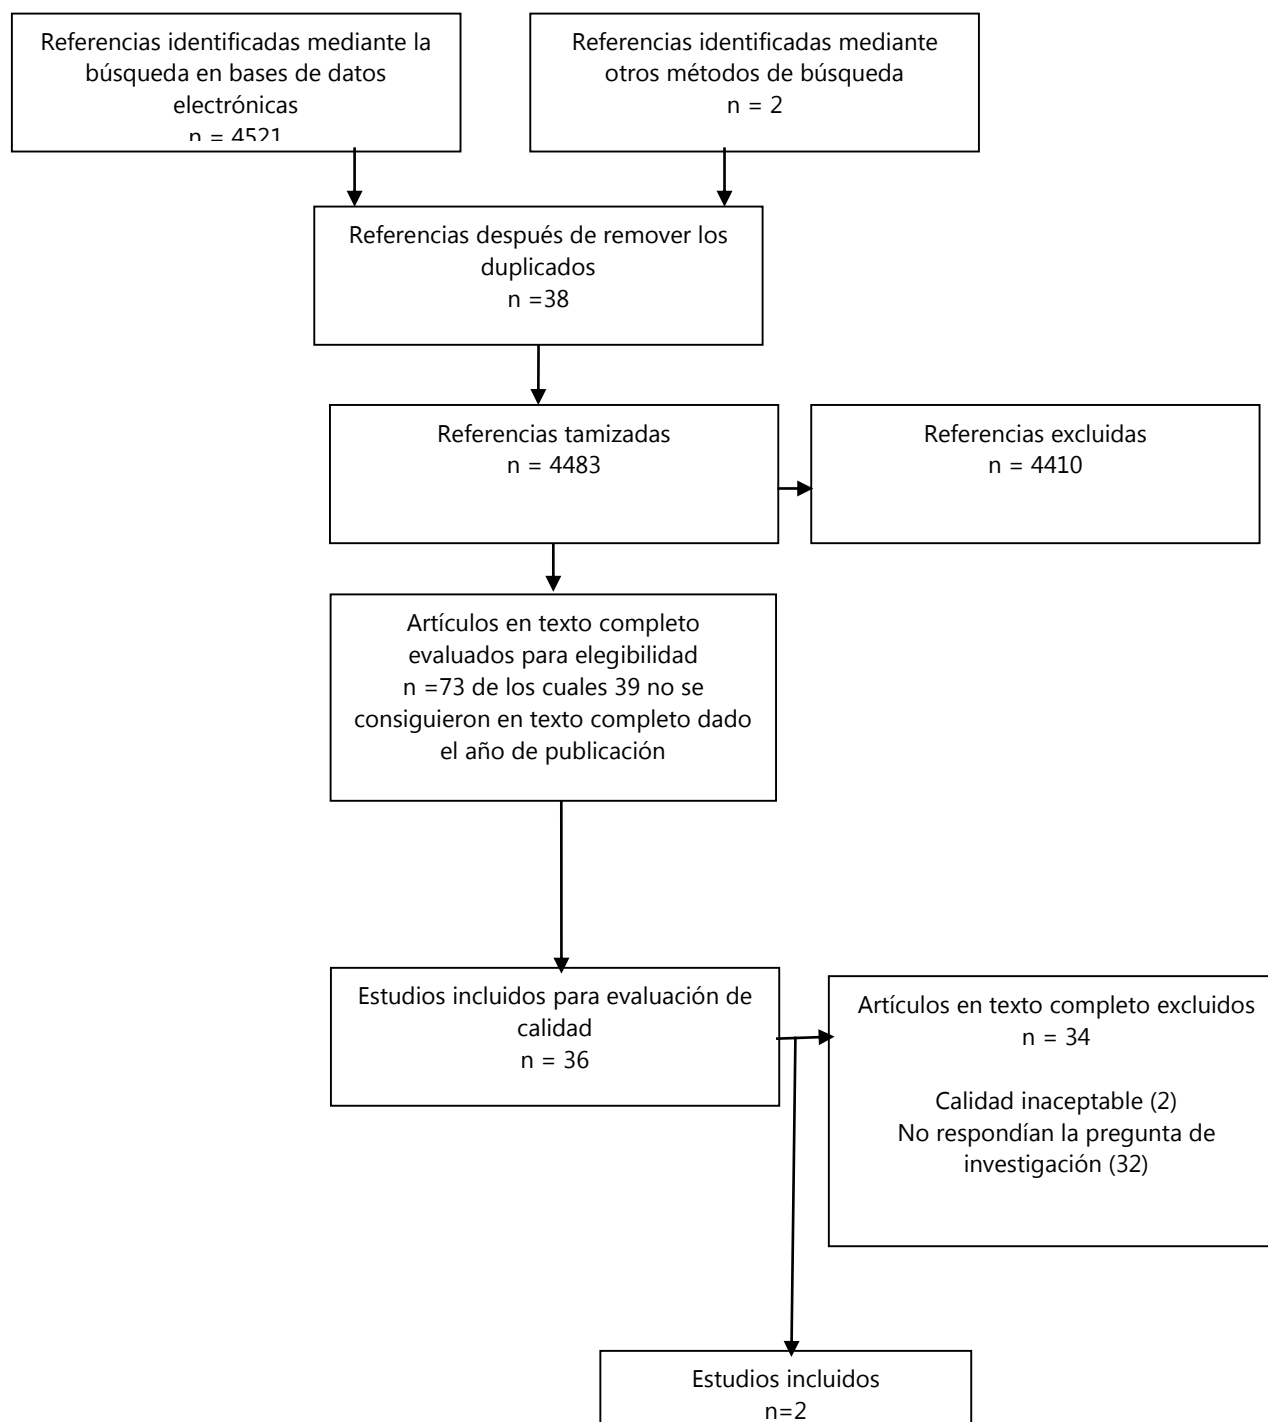 Referencias identificadas mediante la
búsqueda en bases de datos
electrónicas
n = 4521
Referencias identificadas mediante
otros métodos de búsqueda
n = 2
Referencias después de remover los
duplicados
n =38
Referencias tamizadas
n = 4483
Referencias excluidas
n = 4410
Artículos en texto completo
evaluados para elegibilidad
n =73 de los cuales 39 no se
consiguieron en texto completo dado
el año de publicación
Estudios incluidos para evaluación de
calidad
n = 36
Artículos en texto completo excluidos
n = 34
Calidad inaceptable (2)
No respondían la pregunta de
investigación (32)
Estudios incluidos
n=2